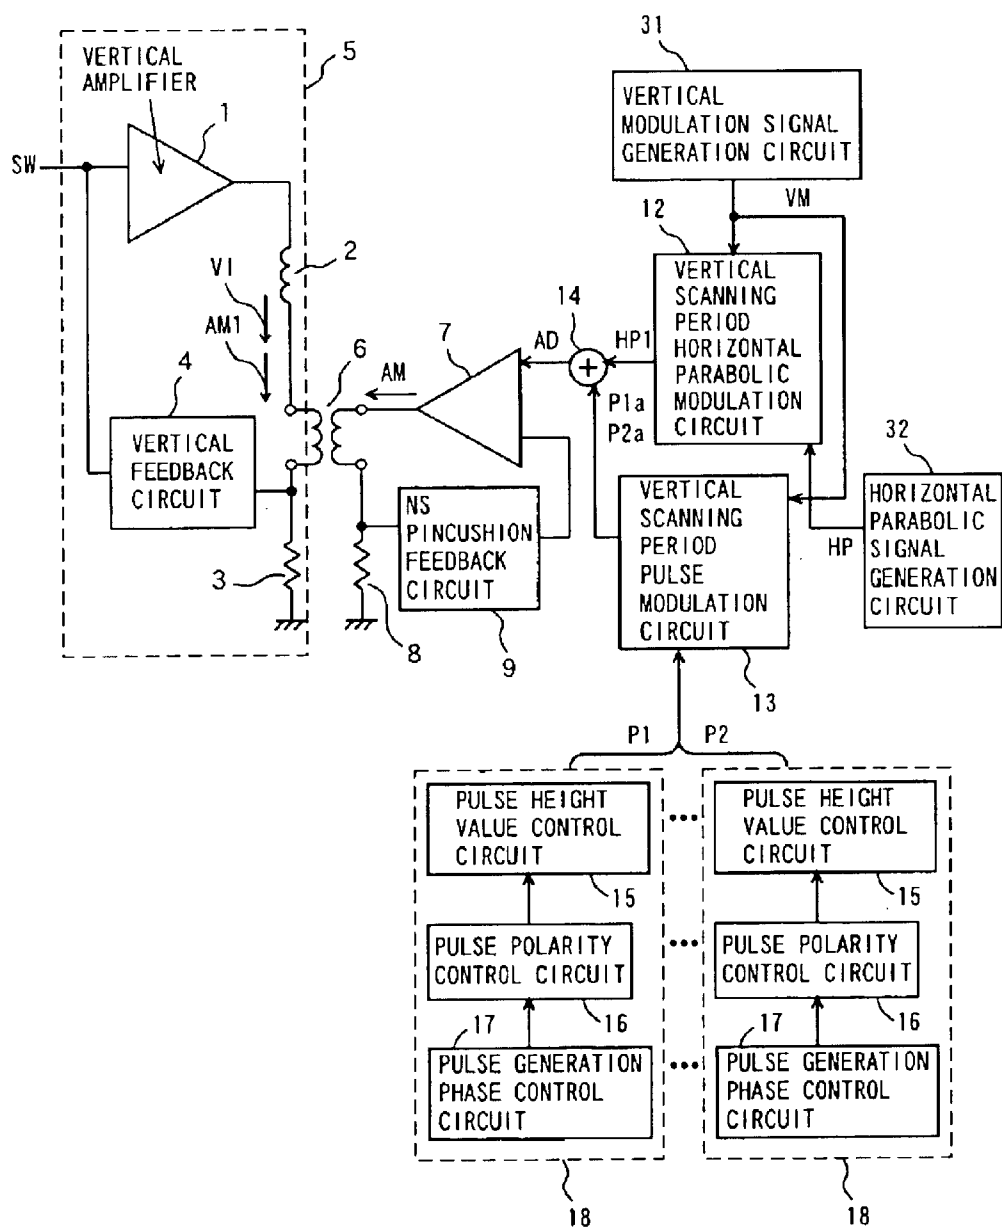 31
VERTICAL
MODULATION SIGNAL
GENERATION CIRCUIT
VERTICAL
AMPLIFIER
5
1
SW
VM
12
VERTICAL
SCANNING
PERIOD
HORIZONTAL
PARABOLIC
MODULATION
CIRCUIT
2
VI
AM1
14
7
AD
HP1
6
AM
P1a
P2a
4
VERTICAL
FEEDBACK
CIRCUIT
32
HORIZONTAL
PARABOLIC
SIGNAL
GENERATION
CIRCUIT
HP
VERTICAL
SCANNING
PERIOD
PULSE
MODULATION
CIRCUIT
NS
PINCUSHION
FEEDBACK
CIRCUIT
3
8
9
13
P1
P2
PULSE HEIGHT
VALUE CONTROL
CIRCUIT
15
PULSE POLARITY
CONTROL CIRCUIT
17
16
PULSE GENERATION
PHASE CONTROL
CIRCUIT
18
PULSE HEIGHT
VALUE CONTROL
CIRCUIT
15
PULSE POLARITY
CONTROL CIRCUIT
17
16
PULSE GENERATION
PHASE CONTROL
CIRCUIT
18